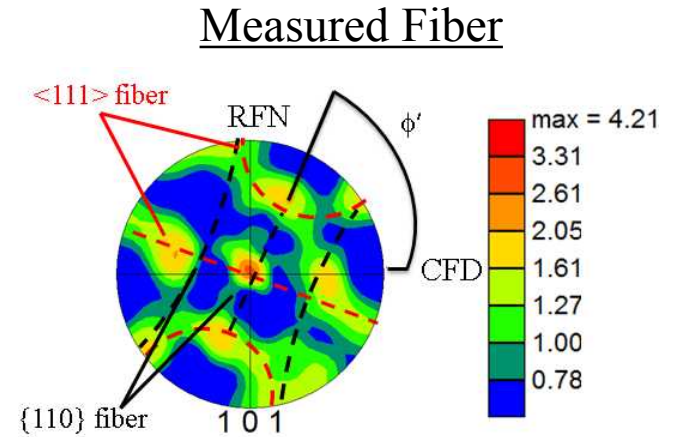 Measured Fiber
<111> fiber
RFN
ϕ'
max = 4.21
3.31
2.61
2.05
1.61
1.27
1.00
0.78
CFD
{110} fiber
1 0 1